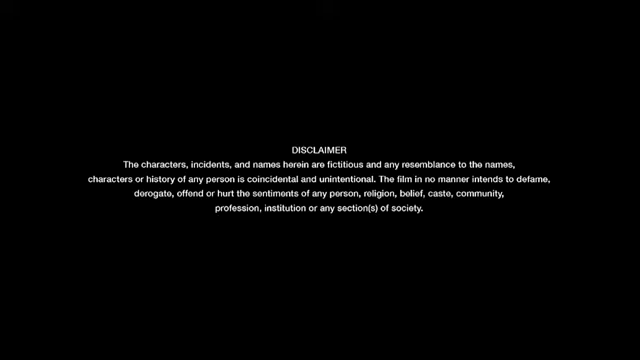 DISCLAIMER
The characters, incidents, and names herein are fictitious and any resemblance to the names,
characters or history of any person is coincidental and unintentional. The film in no manner intends to defame,
derogate, offend or hurt the sentiments of any person, religion, belief, caste, community,
profession, institution or any section(s) of society.